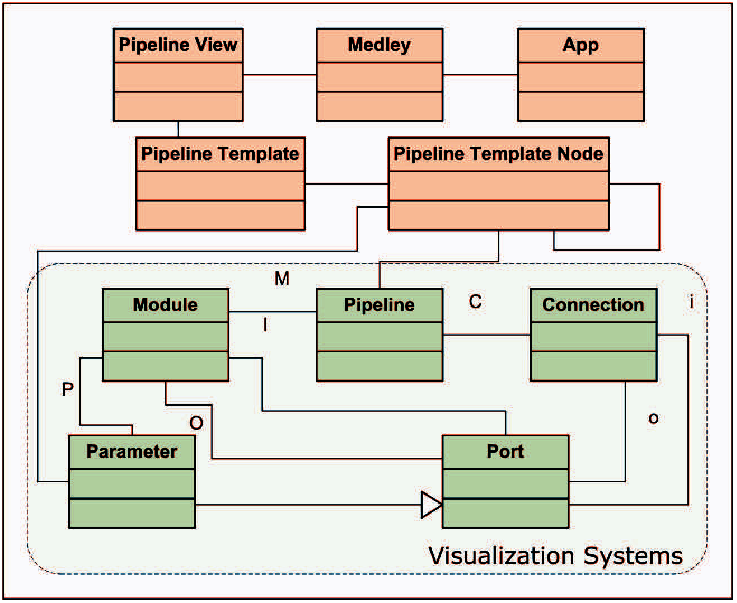 Pipeline View
Medley
App
Pipeline Template
Pipeline Template Node
M
Module
Pipeline
C
Connection
i
I
P
O
o
Parameter
Port
Visualization Systems